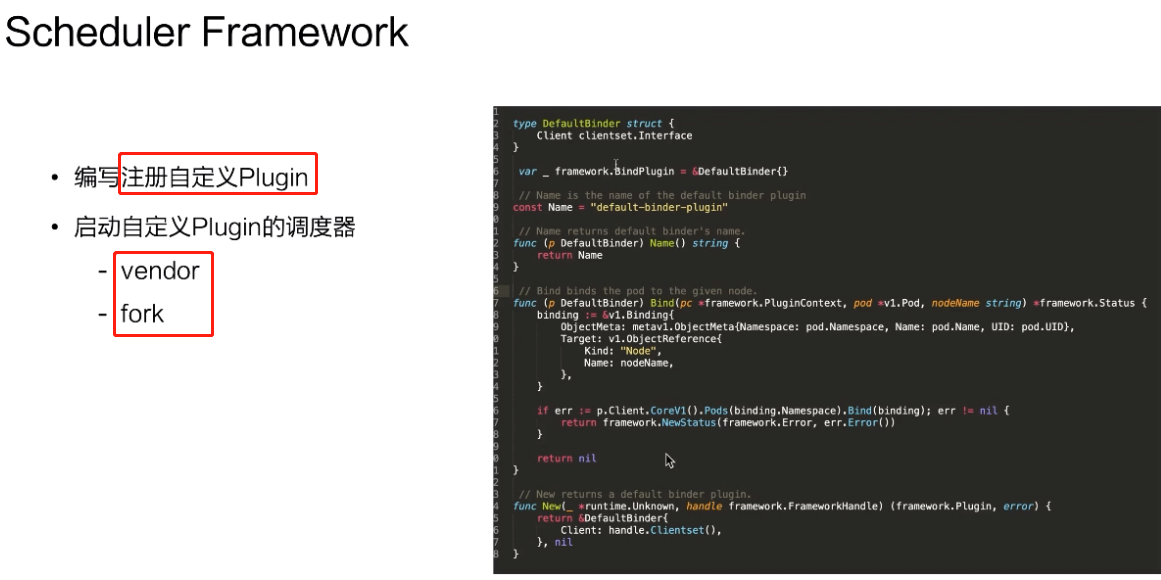 Scheduler Framework
• 编写注册自定义Plugin
• 启动自定义Plugin的调度器
- vendor
- fork
1
2 type DefaultBinder struct {
3 Client clientset.Interface
4 }
5
6 var _ framework.BindPlugin = &DefaultBinder{}
7
8 // Name is the name of the default binder plugin
9 const Name = "default-binder-plugin"
0
1 // Name returns default binder's name.
2 func (p DefaultBinder) Name() string {
3 return Name
4 }
5
6 // Bind binds the pod to the given node.
7 func (p DefaultBinder) Bind(pc *framework.PluginContext, pod *v1.Pod, nodeName string) *framework.Status {
8 binding := &v1.Binding{
9 ObjectMeta: metav1.ObjectMeta{Namespace: pod.Namespace, Name: pod.Name, UID: pod.UID},
0 Target: v1.ObjectReference{
1 Kind: "Node",
2 Name: nodeName,
3 },
4 }
5
6 if err := p.Client.CoreV1().Pods(binding.Namespace).Bind(binding); err != nil {
7 return framework.NewStatus(framework.Error, err.Error())
8 }
9
0 return nil
1 }
2
3 // New returns a default binder plugin.
4 func New(_ *runtime.Unknown, handle framework.FrameworkHandle) (framework.Plugin, error) {
5 return &DefaultBinder{
6 Client: handle.Clientset(),
7 }, nil
8 }